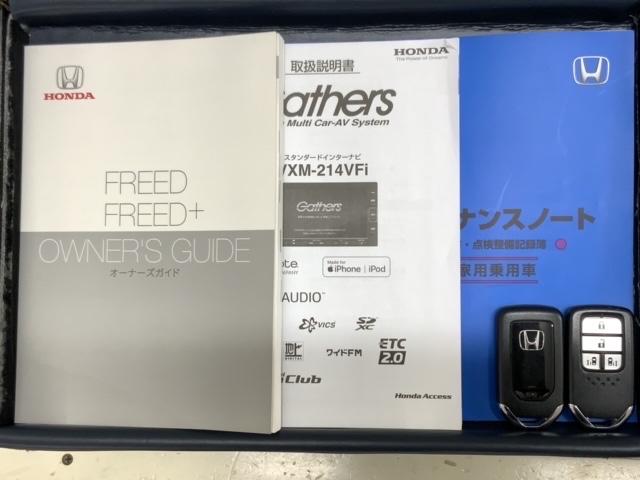 HONDA
FREED
FREED+
OWNER'S GUIDE
オーナーズガイド
取扱説明書
HONDA
The Power of Dreams
Gathers
Multi Car-AV System
スタンダードインターナビ
VXM-214VFi
Gathers
Made for
iPhone | iPod
AUDIO
VICS
SD XC
DIGITAL
ワイドFM
ETC 2.0
Club
Honda Access
ナンスノート
・点検整備記録簿
家用乗用車